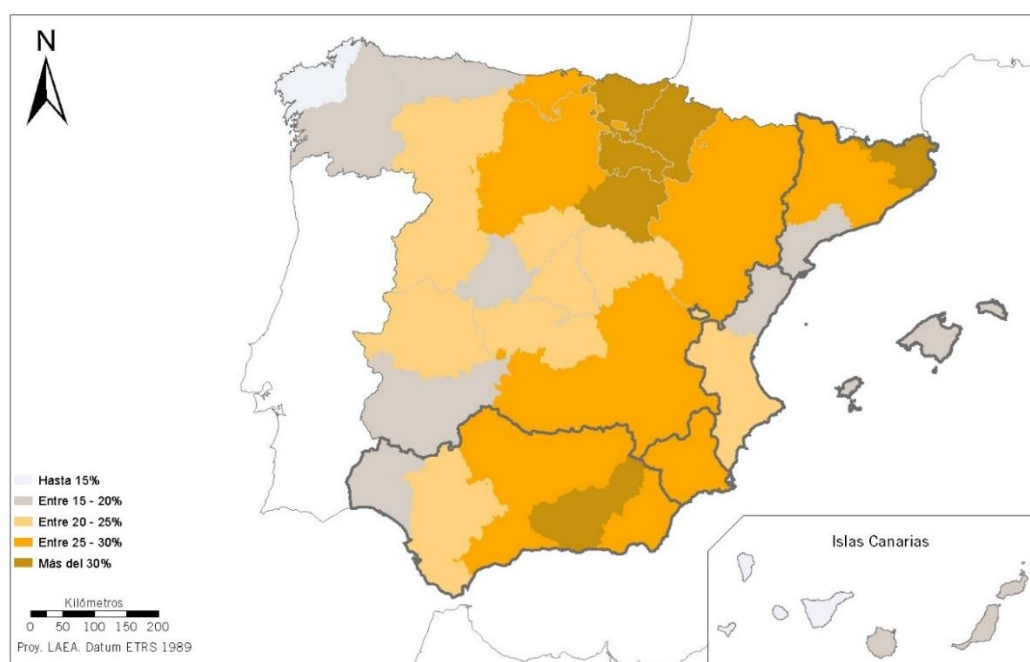 N
Hasta 15%
Entre 15 - 20%
Entre 20 - 25%
Entre 25 - 30%
Más del 30%
Kilómetros
0 50 100 150 200
Proy. LAEA. Datum ETRS 1989
Islas Canarias